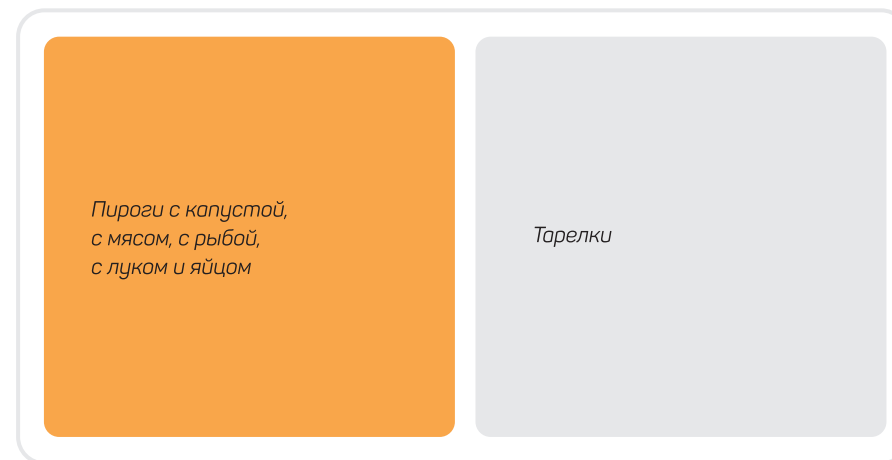 Пироги с капустой,
с мясом, с рыбой,
с луком и яйцом
Тарелки